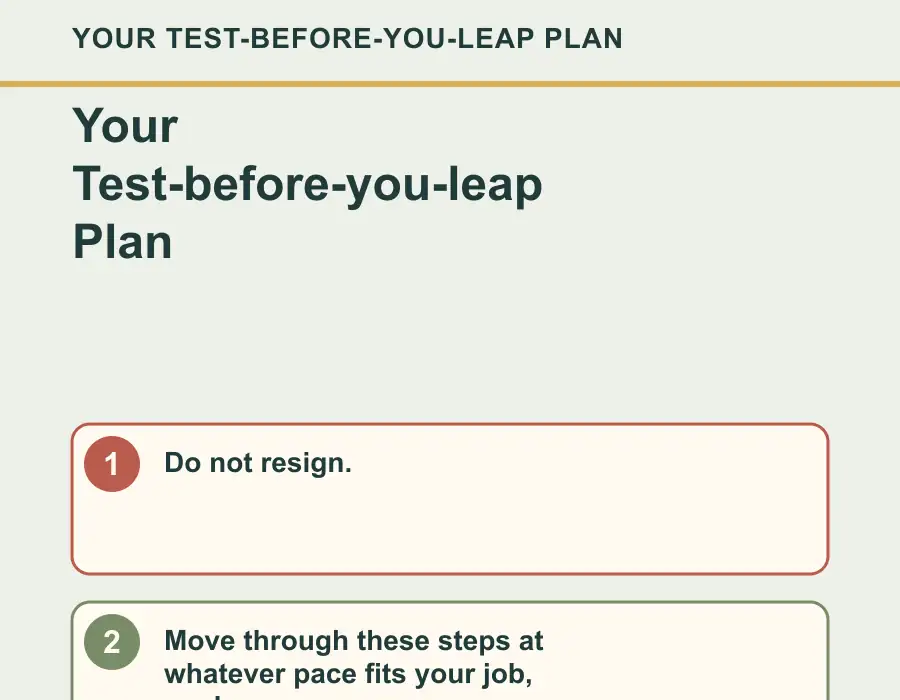 YOUR TEST-BEFORE-YOU-LEAP PLAN
Your
Test-before-you-leap
Plan
1
Do not resign.
2
Move through these steps at
whatever pace fits your job,